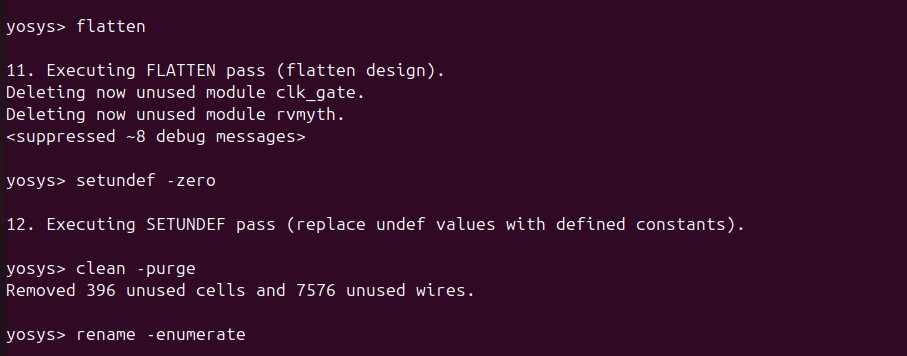 yosys> flatten
11. Executing FLATTEN pass (flatten design).
Deleting now unused module clk_gate.
Deleting now unused module rvmyth.
<suppressed ~8 debug messages>
yosys> setundef -zero
12. Executing SETUNDEF pass (replace undef values with defined constants).
yosys> clean -purge
Removed 396 unused cells and 7576 unused wires.
yosys> rename -enumerate